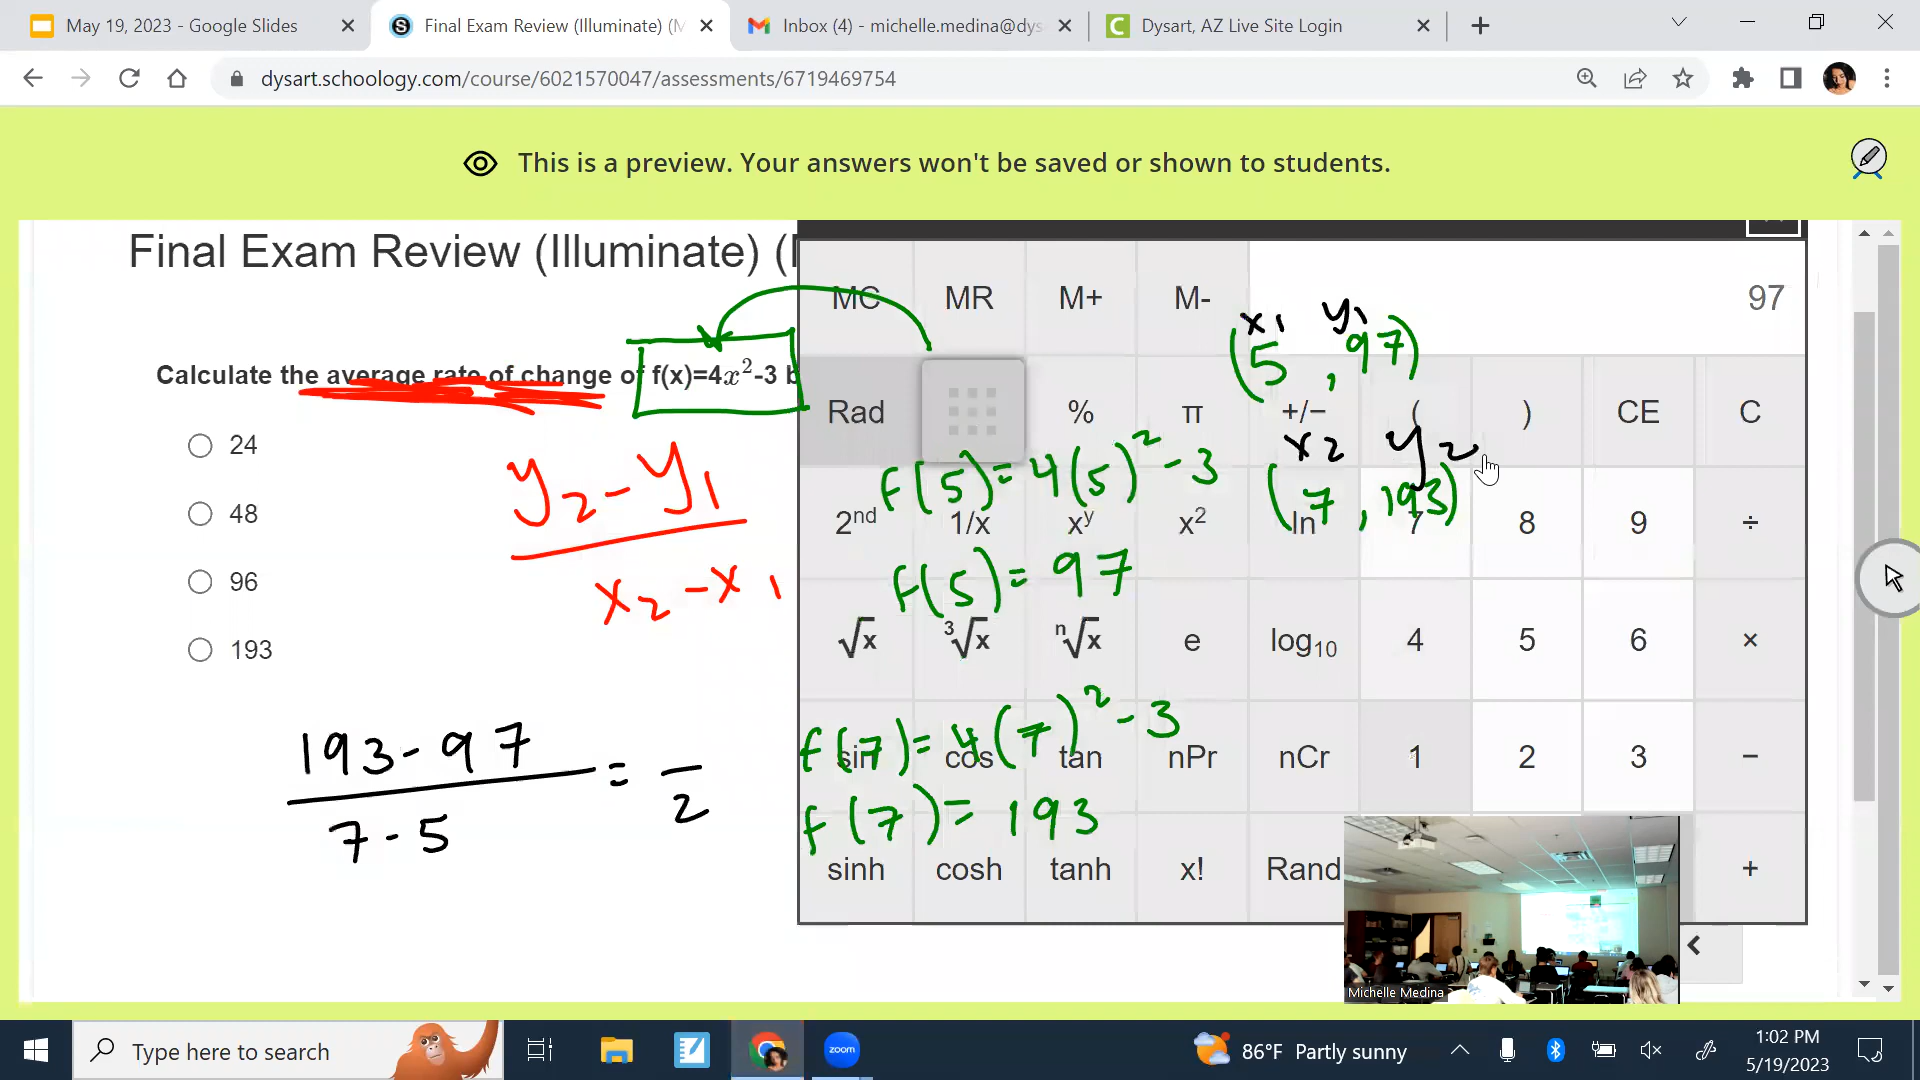 May 19, 2023 - Google Slides
Final Exam Review (Illuminate) (M
Inbox (4) - michelle.medina@dys
Dysart, AZ Live Site Login
dysart.schoology.com/course/6021570047/assessments/6719469754
This is a preview. Your answers won't be saved or shown to students.
Final Exam Review (Illuminate) (
Calculate the average rate of change of f(x)=4x²-3 b
24
48
96
193
y₂ - y₁
x₂ - x₁
193 - 97
7 - 5
=
2
97
MC MR M+ M-
x₁ y₁
(5 , 97)
Rad % π +/− ( ) CE C
x₂ y₂
(7 , 193)
f(5) = 4(5)² - 3
2nd 1/x xʸ x² ln 7 8 9 ÷
f(5) = 97
√x ³√x ⁿ√x e log₁₀ 4 5 6 ×
f(7) = 4(7)² - 3
sin cos tan nPr nCr 1 2 3 −
f(7) = 193
sinh cosh tanh x! Rand +
Michelle Medina
Type here to search
zoom
86°F Partly sunny
1:02 PM
5/19/2023